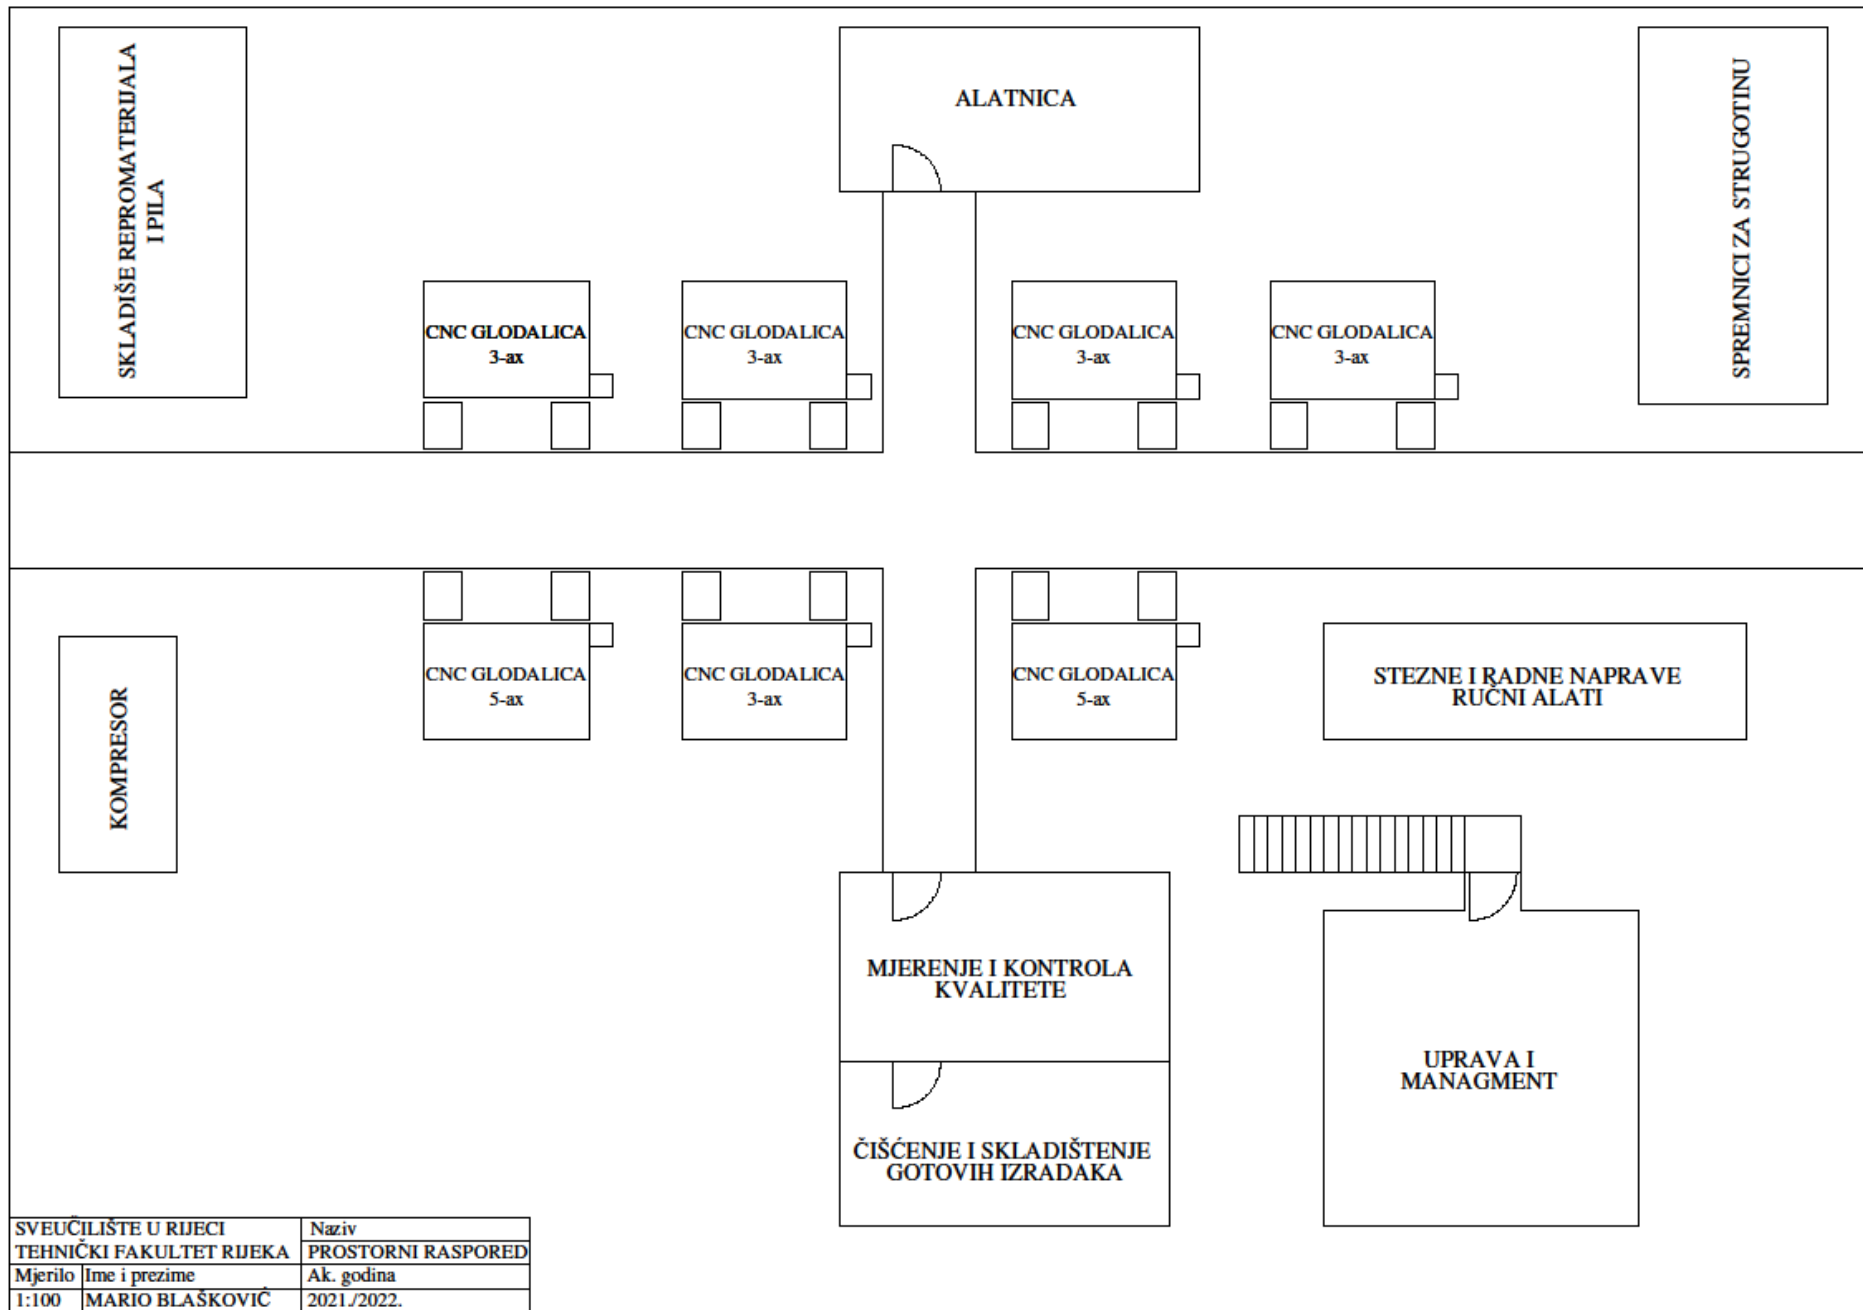 SKLADIŠE REPROMATERIJALA
I PILA
ALATNICA
SPREMNICI ZA STRUGOTINU
CNC GLODALICA
3-ax
CNC GLODALICA
3-ax
CNC GLODALICA
3-ax
CNC GLODALICA
3-ax
KOMPRESOR
CNC GLODALICA
5-ax
CNC GLODALICA
3-ax
CNC GLODALICA
5-ax
STEZNE I RADNE NAPRAVE
RUČNI ALATI
MJERENJE I KONTROLA
KVALITETE
UPRAVA I
MANAGMENT
ČIŠĆENJE I SKLADIŠTENJE
GOTOVIH IZRADAKA
SVEUČILIŠTE U RIJECI
TEHNIČKI FAKULTET RIJEKA
Naziv
PROSTORNI RASPORED
Mjerilo
Ime i prezime
Ak. godina
1:100
MARIO BLAŠKOVIĆ
2021./2022.